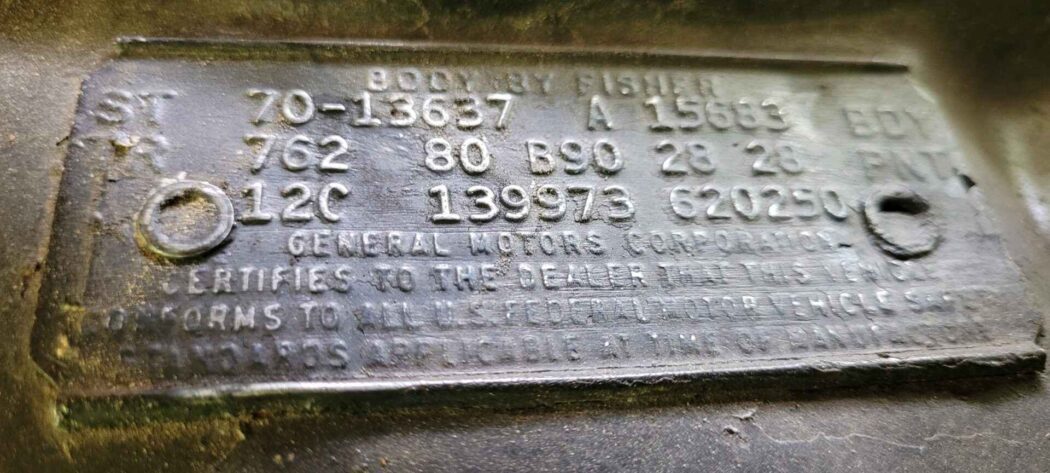 BODY BY FISHER
ST 70-13637 A 15683 BDY
TR 762 80 B90 28 28 PNT
12C 139973 620250
GENERAL MOTORS CORPORATION
CERTIFIES TO THE DEALER THAT THIS VEHICLE
CONFORMS TO ALL U.S. FEDERAL MOTOR VEHICLE
STANDARDS APPLICABLE AT TIME OF